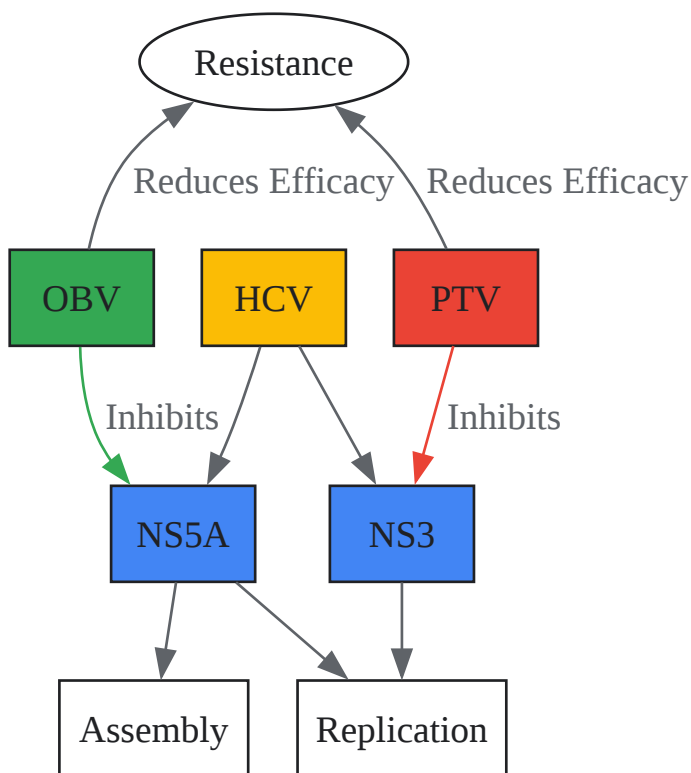 Resistance
Reduces Efficacy
Reduces Efficacy
OBV
HCV
PTV
Inhibits
Inhibits
NS5A
NS3
Assembly
Replication